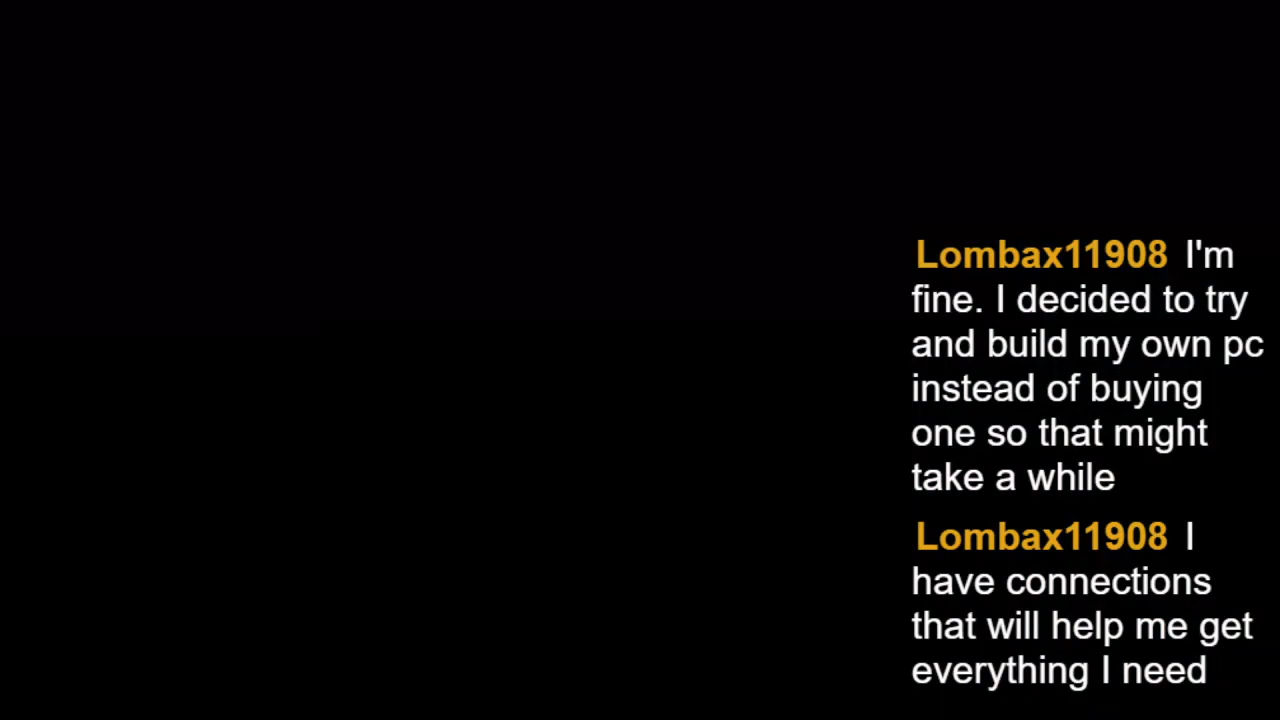 Lombax11908 I'm
fine. I decided to try
and build my own pc
instead of buying
one so that might
take a while
Lombax11908 I
have connections
that will help me get
everything I need